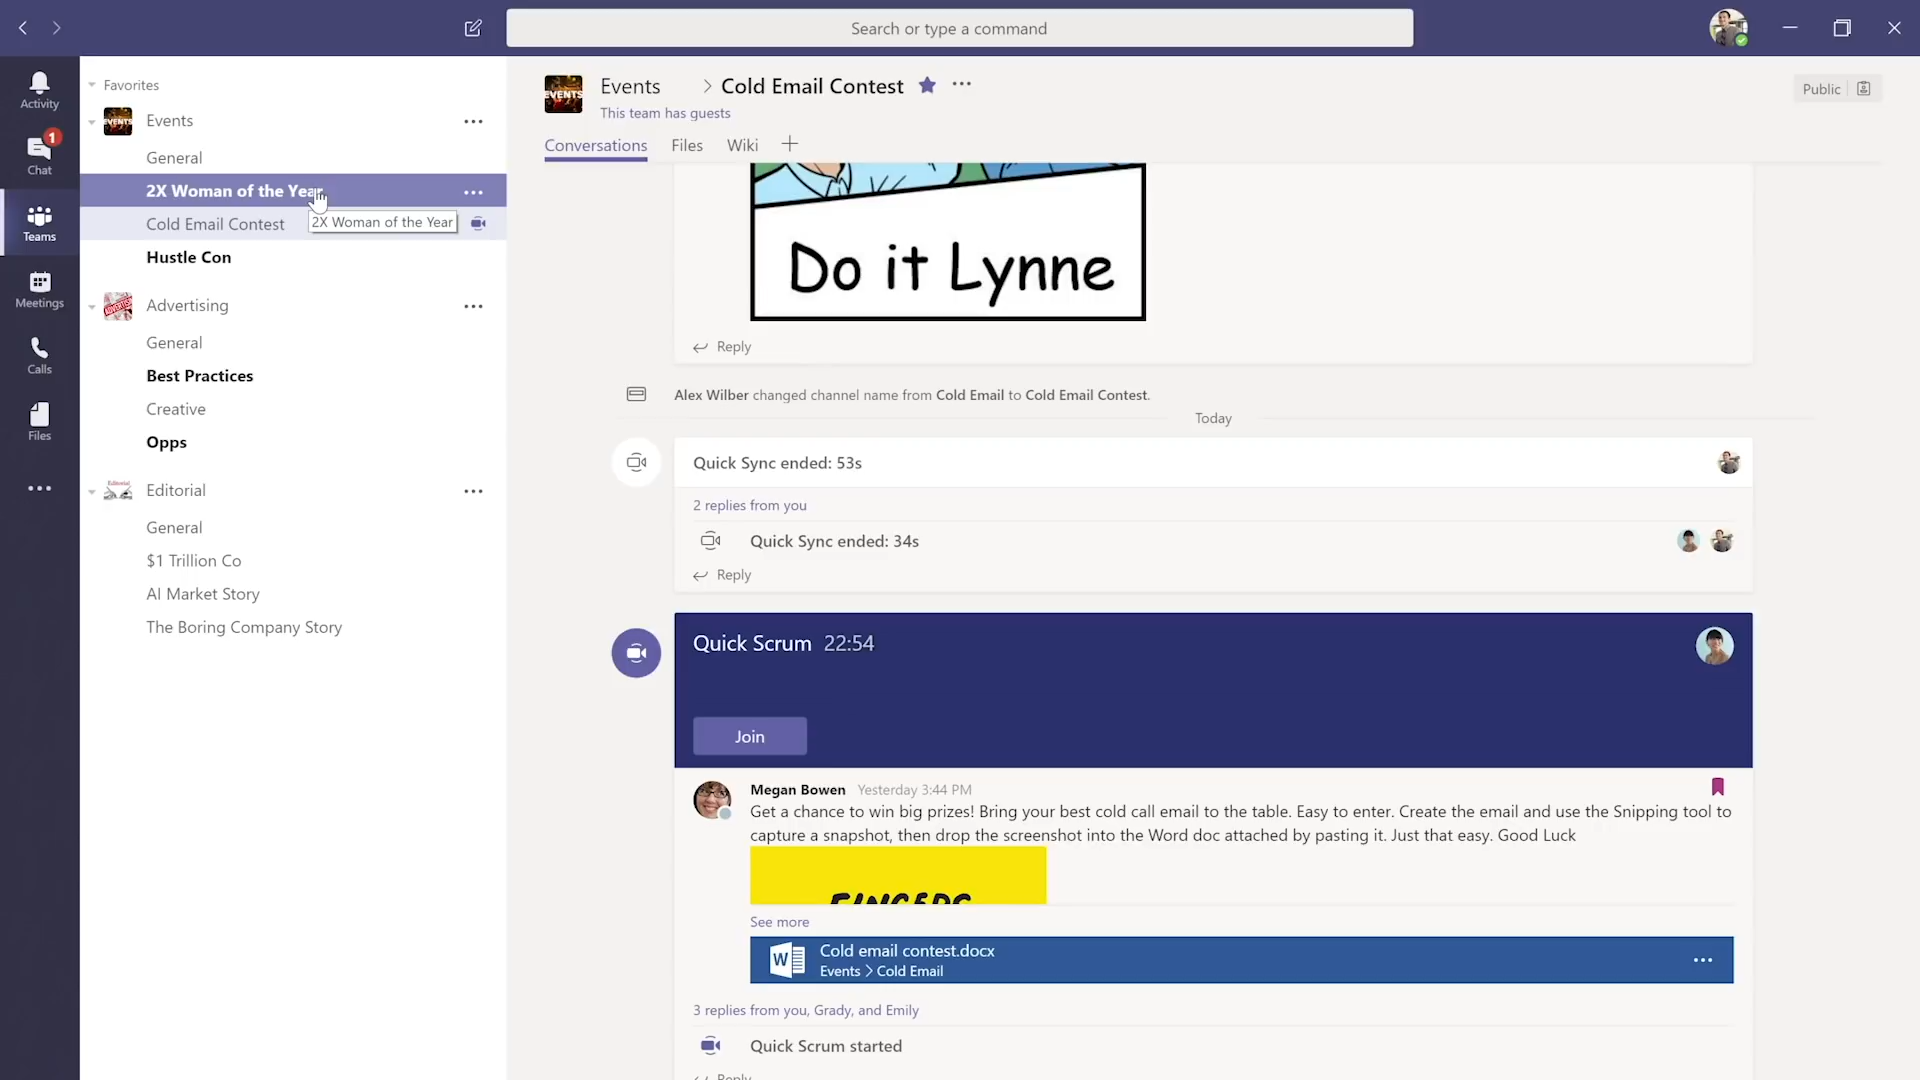 Search or type a command
Activity
1
Chat
Teams
Meetings
Calls
Files
Favorites
EVENTS
Events
General
2X Woman of the Year
Cold Email Contest
2X Woman of the Year
Hustle Con
Advertising
General
Best Practices
Creative
Opps
Editorial
Editorial
General
$1 Trillion Co
AI Market Story
The Boring Company Story
EVENTS
Events > Cold Email Contest
This team has guests
Public
Conversations Files Wiki
Do it Lynne
Reply
Alex Wilber changed channel name from Cold Email to Cold Email Contest.
Today
Quick Sync ended: 53s
2 replies from you
Quick Sync ended: 34s
Reply
Quick Scrum 22:54
Join
Megan Bowen Yesterday 3:44 PM
Get a chance to win big prizes! Bring your best cold call email to the table. Easy to enter. Create the email and use the Snipping tool to
capture a snapshot, then drop the screenshot into the Word doc attached by pasting it. Just that easy. Good Luck
FINGERS
See more
W
Cold email contest.docx
Events > Cold Email
3 replies from you, Grady, and Emily
Quick Scrum started
Reply